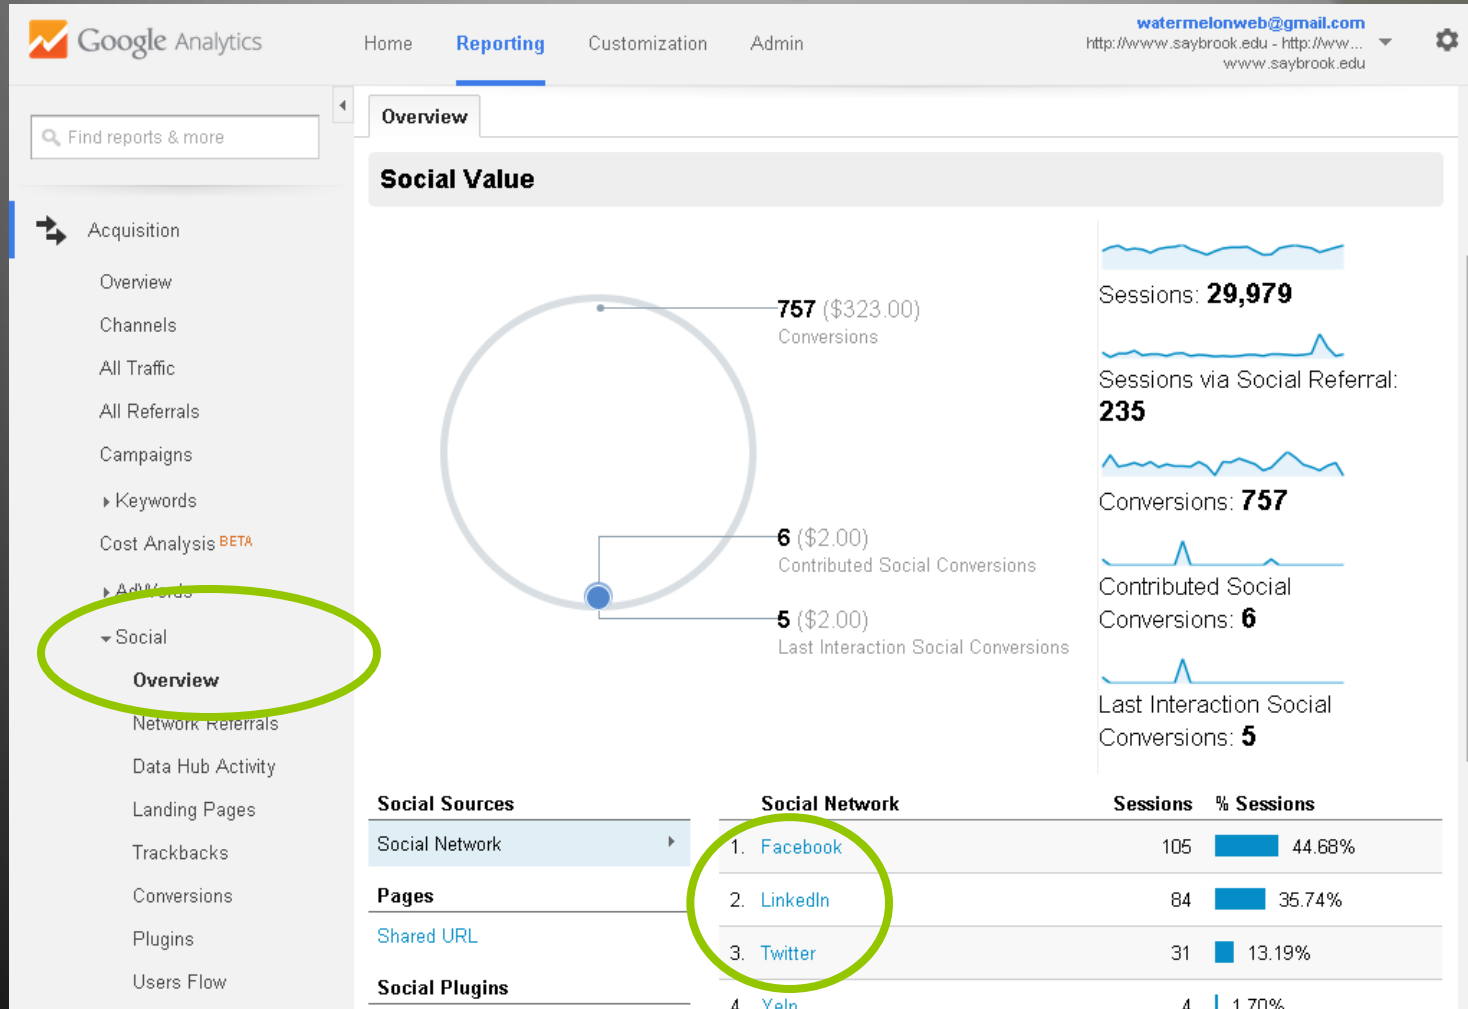 Google Analytics
Home
Reporting
Customization
Admin
watermelonweb@gmail.com
http://www.saybrook.edu - http://ww...
www.saybrook.edu
Find reports & more
Acquisition
Overview
Channels
All Traffic
All Referrals
Campaigns
Keywords
Cost Analysis BETA
AdWords
Social
Overview
Network Referrals
Data Hub Activity
Landing Pages
Trackbacks
Conversions
Plugins
Users Flow
Overview
Social Value
757 ($323.00)
Conversions
6 ($2.00)
Contributed Social Conversions
5 ($2.00)
Last Interaction Social Conversions
Sessions: 29,979
Sessions via Social Referral:
235
Conversions: 757
Contributed Social
Conversions: 6
Last Interaction Social
Conversions: 5
Social Sources
Social Network
Pages
Shared URL
Social Plugins
Social Network Sessions % Sessions
1. Facebook 105 44.68%
2. LinkedIn 84 35.74%
3. Twitter 31 13.19%
4. Yelp 4 1.70%